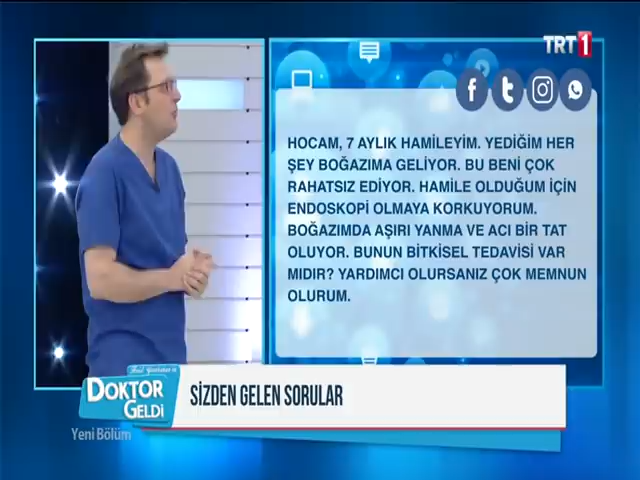 TRT 1
HOCAM, 7 AYLIK HAMİLEYİM. YEDİĞİM HER
ŞEY BOĞAZIMA GELİYOR. BU BENİ ÇOK
RAHATSIZ EDİYOR. HAMİLE OLDUĞUM İÇİN
ENDOSKOPİ OLMAYA KORKUYORUM.
BOĞAZIMDA AŞIRI YANMA VE ACI BİR TAT
OLUYOR. BUNUN BİTKİSEL TEDAVİSİ VAR
MIDIR? YARDIMCI OLURSANIZ ÇOK MEMNUN
OLURUM.
DOKTOR
GELDİ
SİZDEN GELEN SORULAR
Yeni Bölüm